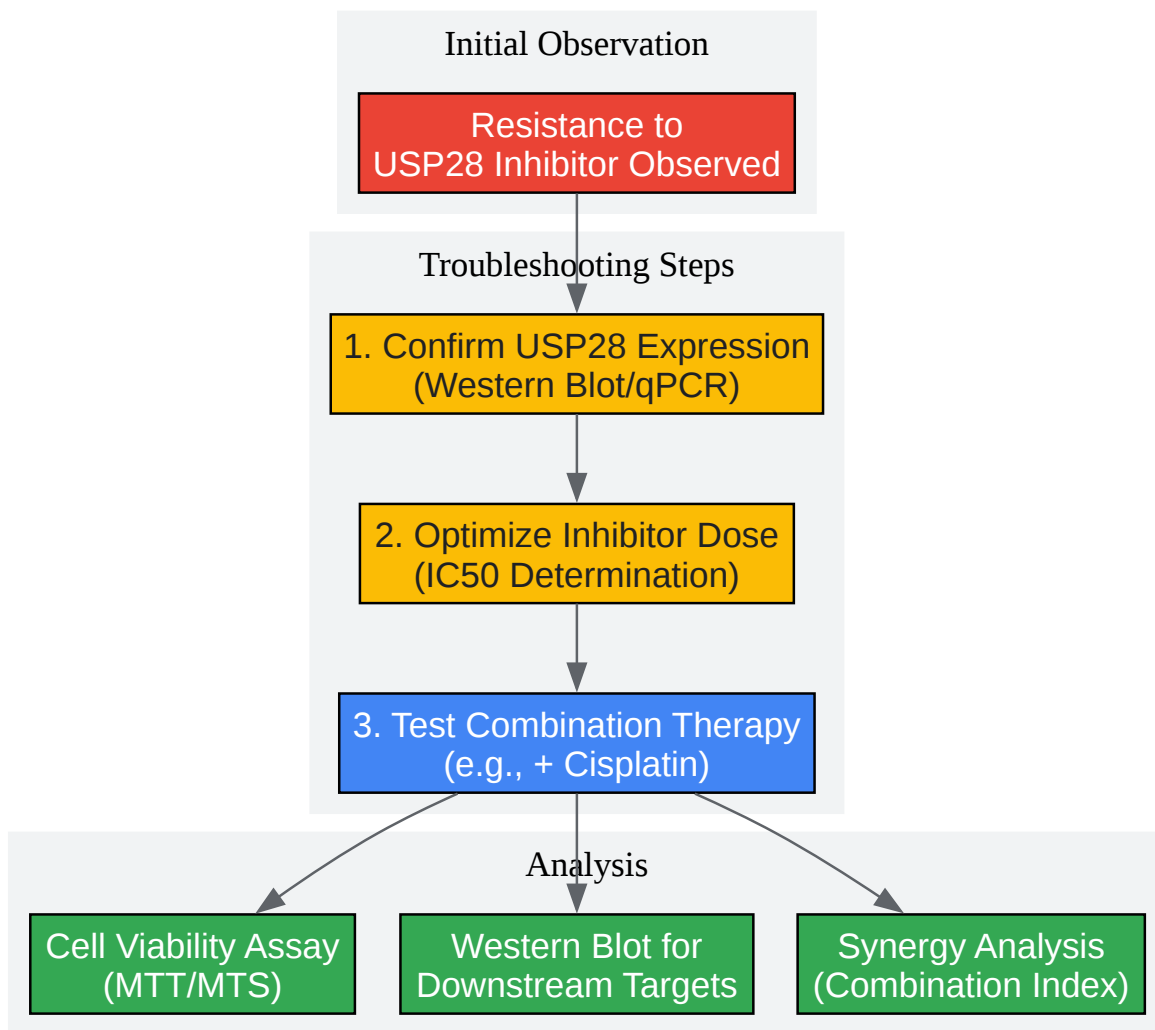 Initial Observation
Resistance to
USP28 Inhibitor Observed
Troubleshooting Steps
1. Confirm USP28 Expression
(Western Blot/qPCR)
2. Optimize Inhibitor Dose
(IC50 Determination)
3. Test Combination Therapy
(e.g., + Cisplatin)
Analysis
Cell Viability Assay
(MTT/MTS)
Western Blot for
Downstream Targets
Synergy Analysis
(Combination Index)